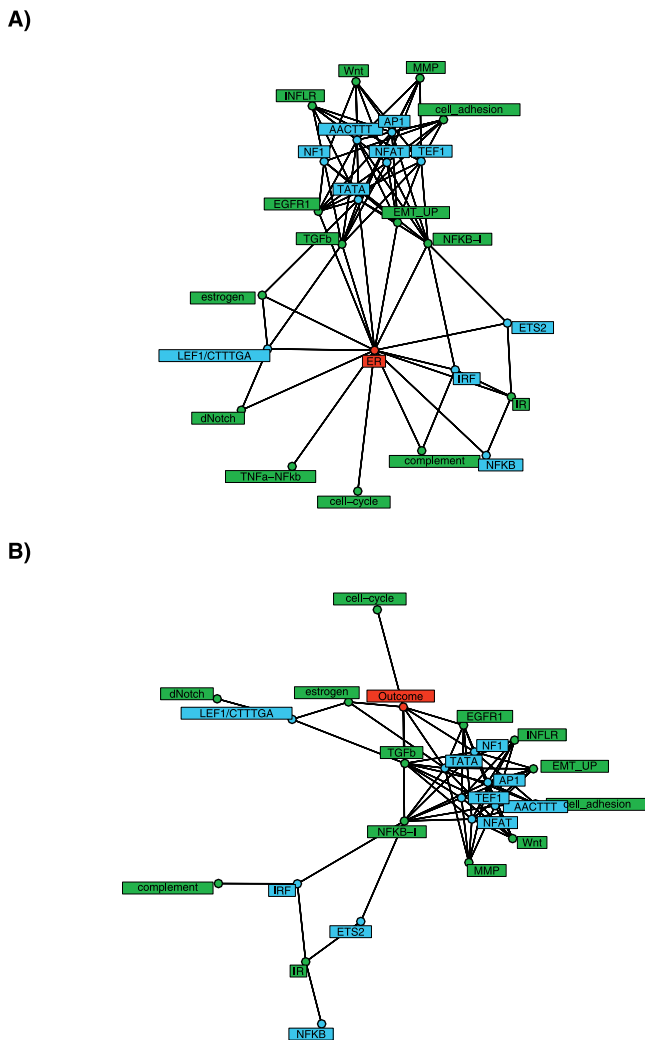 A)
Wnt
MMP
INFLR
cell_adhesion
AP1
AACTTT
NF1
NFAT
TEF1
TATA
EGFR1
EMT_UP
TGFb
NFKB-I
estrogen
ETS2
LEF1/CTTTGA
ER
IRF
IR
dNotch
complement
NFKB
TNFa-NFkb
cell-cycle
B)
cell-cycle
dNotch
estrogen
Outcome
LEF1/CTTTGA
EGFR1
INFLR
NF1
TGFb
TATA
EMT_UP
AP1
TEF1
AACTTT
cell_adhesion
NFAT
NFKB-I
Wnt
MMP
complement
IRF
ETS2
IR
NFKB